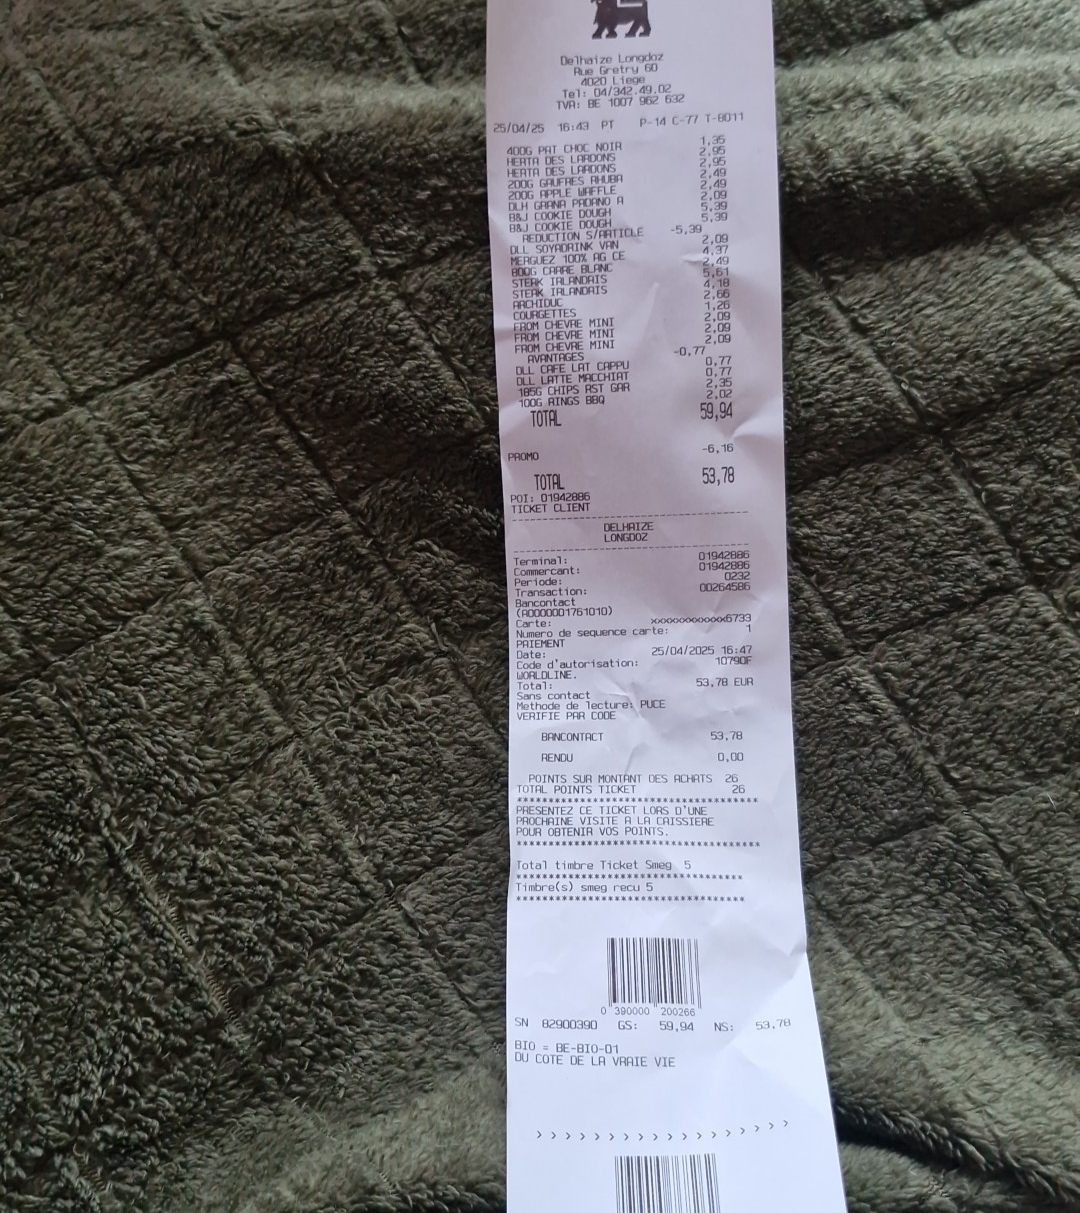 Delhaize Longdoz
Rue Gretry 60
4020 Liege
Tel: 04/342.49.02
TVA: BE 1007 962 632
25/04/25 16:43 PT P-14 C-77 T-8011
400G PAT CHOC NOIR 1,35
HERTA DES LARDONS 2,95
HERTA DES LARDONS 2,95
200G GAUFRES RHUBA 2,49
200G APPLE WAFFLE 2,49
DLH GRANA PADANO A 2,09
B&J COOKIE DOUGH 5,39
B&J COOKIE DOUGH 5,39
REDUCTION S/ARTICLE -5,39
DLL SOYADRINK VAN 2,09
MERGUEZ 100% AG CE 4,37
800G CARRE BLANC 2,49
STEAK IRLANDAIS 5,61
STEAK IRLANDAIS 4,18
ARCHIDUC 2,66
COURGETTES 1,26
FROM CHEVRE MINI 2,09
FROM CHEVRE MINI 2,09
FROM CHEVRE MINI 2,09
AVANTAGES -0,77
DLL CAFE LAT CAPPU 0,77
DLL LATTE MACCHIAT 0,77
185G CHIPS RST GAR 2,35
100G RINGS BBQ 2,02
TOTAL 59,94
PROMO -6,16
TOTAL 53,78
POI: 01942886
TICKET CLIENT
DELHAIZE
LONGDOZ
Terminal: 01942886
Commercant: 01942886
Periode: 0232
Transaction: 00264586
Bancontact
(A0000001761010)
Carte: xxxxxxxxxxxx6733
Numero de sequence carte: 1
PAIEMENT
Date: 25/04/2025 16:47
Code d'autorisation: 10790F
WORLDLINE.
Total: 53,78 EUR
Sans contact
Methode de lecture: PUCE
VERIFIE PAR CODE
BANCONTACT 53,78
RENDU 0,00
POINTS SUR MONTANT DES ACHATS 26
TOTAL POINTS TICKET 26
***********************************
PRESENTEZ CE TICKET LORS D'UNE
PROCHAINE VISITE A LA CAISSIERE
POUR OBTENIR VOS POINTS.
***********************************
Total timbre Ticket Smeg 5
*********************************
Timbre(s) smeg recu 5
*********************************
0 390000 200266
SN 82900390 GS: 59,94 NS: 53,78
BIO = BE-BIO-01
DU COTE DE LA VRAIE VIE
> > > > > > > > > > > > > > > > > >